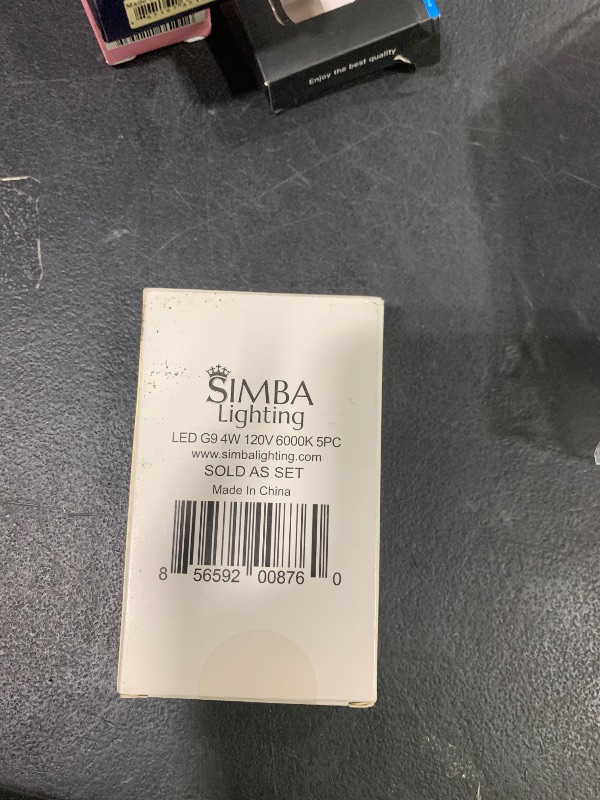 Enjoy the best quality
SIMBA
Lighting
LED G9 4W 120V 6000K 5PC
www.simbalighting.com
SOLD AS SET
Made In China
8 56592 00876 0